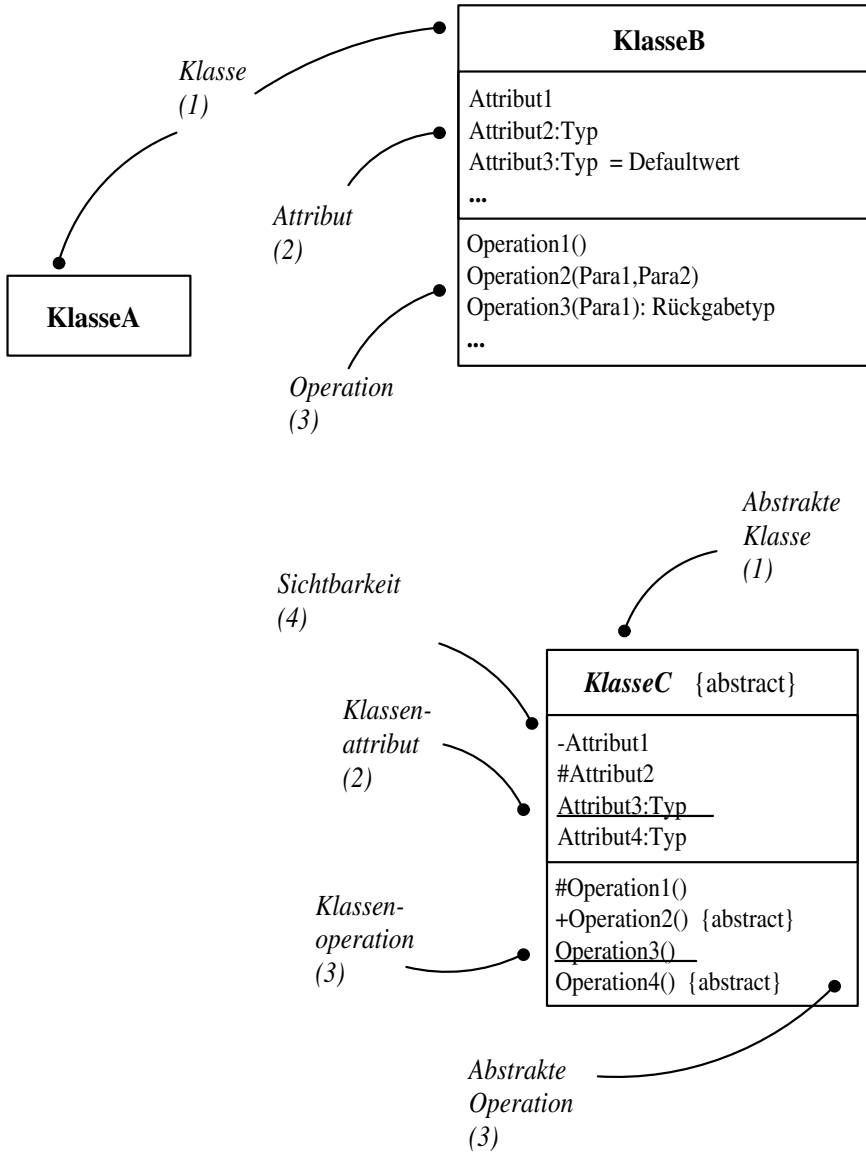 KlasseB
Klasse
(1)
Attribut1
Attribut2:Typ
Attribut3:Typ = Defaultwert
...
Attribut
(2)
Operation1()
Operation2(Para1,Para2)
Operation3(Para1): Rückgabetyp
...
KlasseA
Operation
(3)
Abstrakte
Klasse
(1)
Sichtbarkeit
(4)
KlasseC {abstract}
Klassen-
attribut
(2)
-Attribut1
#Attribut2
Attribut3:Typ
Attribut4:Typ
Klassen-
operation
(3)
#Operation1()
+Operation2() {abstract}
Operation3()
Operation4() {abstract}
Abstrakte
Operation
(3)